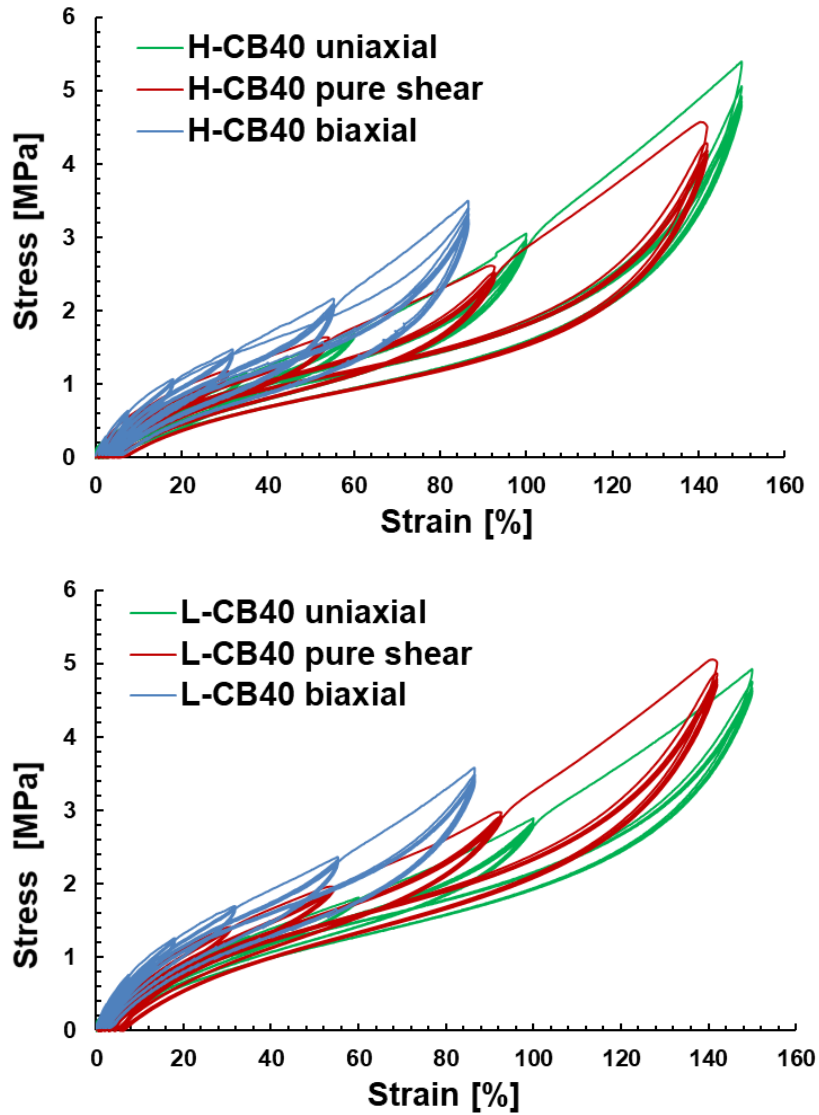 6
5
4
3
2
1
0
Stress [MPa]
H-CB40 uniaxial
H-CB40 pure shear
H-CB40 biaxial
0 20 40 60 80 100 120 140 160
Strain [%]
6
5
4
3
2
1
0
Stress [MPa]
L-CB40 uniaxial
L-CB40 pure shear
L-CB40 biaxial
0 20 40 60 80 100 120 140 160
Strain [%]